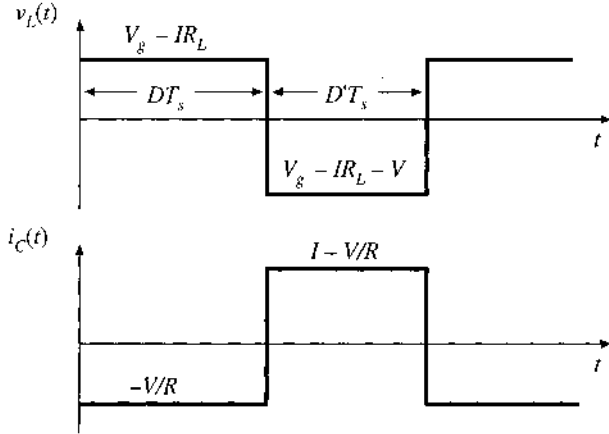 v_L(t)
V_g – IR_L
DT_s
D'T_s
t
V_g – IR_L – V
i_C(t)
I – V/R
t
–V/R